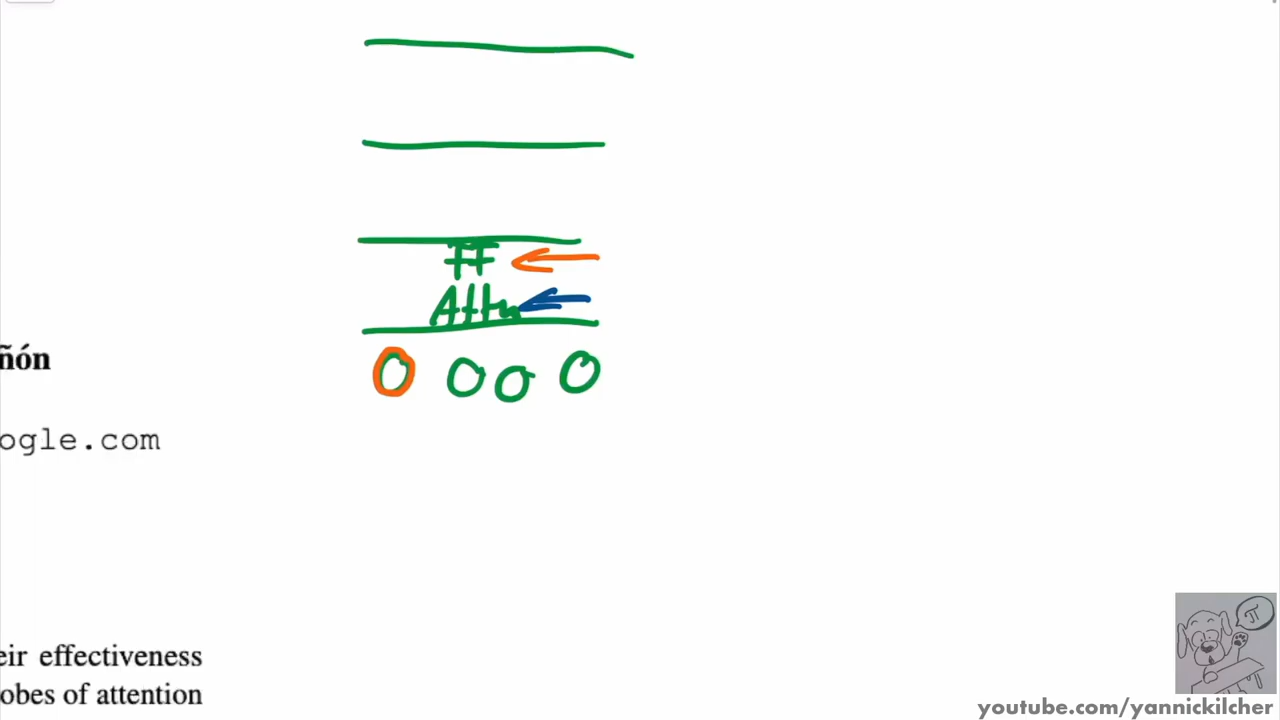 FF
Attn
ñón
ogle.com
eir effectiveness
obes of attention
π
youtube.com/yannickilcher